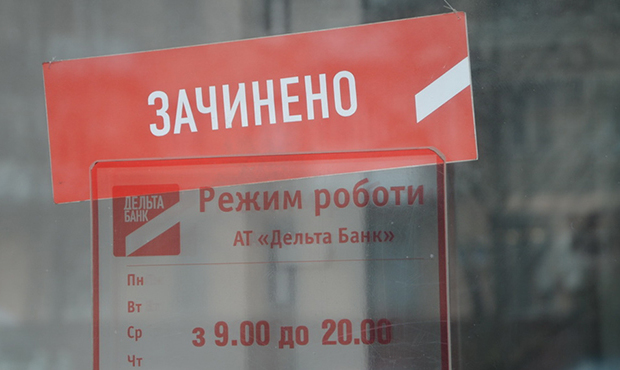 ЗАЧИНЕНО
ДЕЛЬТА
БАНК
Режим роботи
АТ «Дельта Банк»
Пн
Вт
Ср
з 9.00 до 20.00
Чт